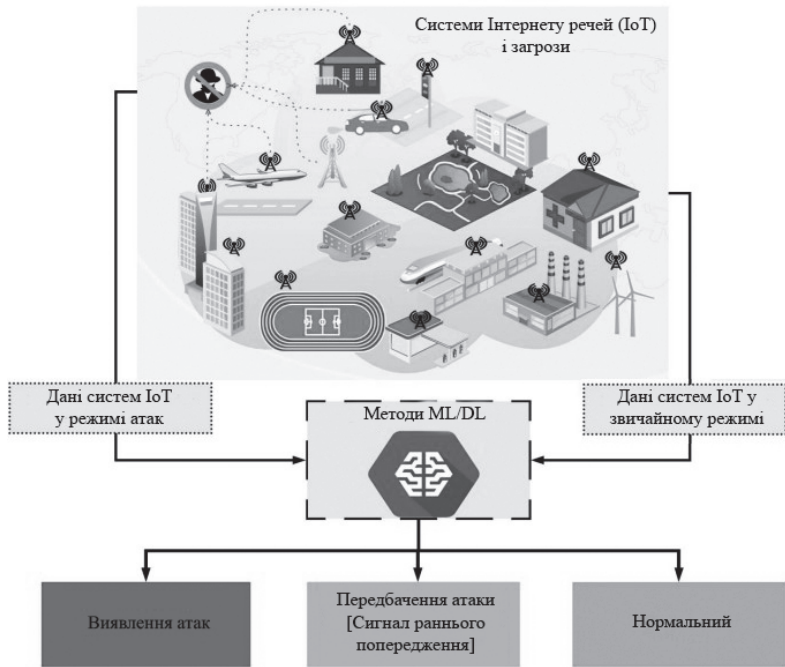 Системи Інтернету речей (IoT)
і загрози
Дані систем IoT
у режимі атак
Методи ML/DL
Дані систем IoT у
звичайному режимі
Виявлення атак
Передбачення атаки
[Сигнал раннього
попередження]
Нормальний